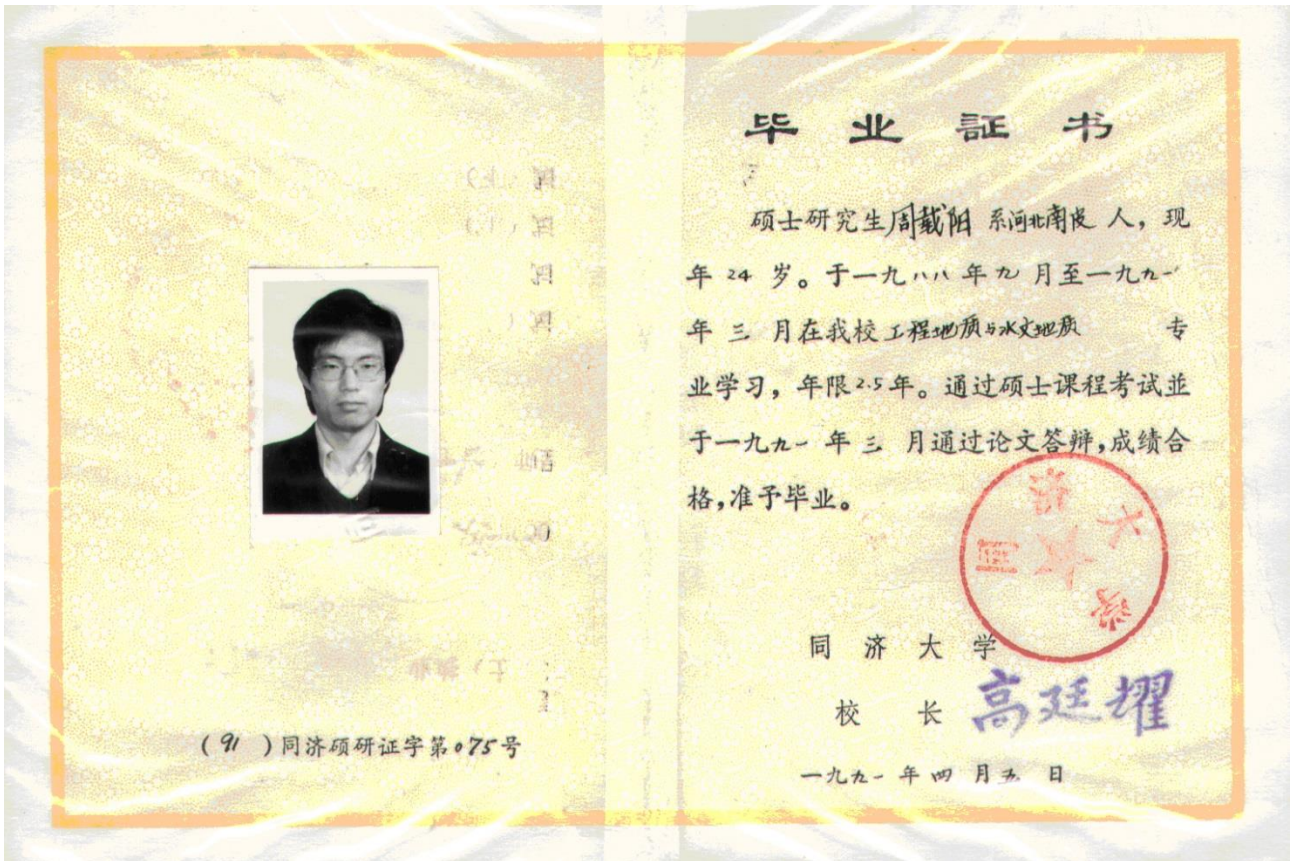 毕业証书
硕士研究生周载阳 系河北南皮 人，现
年 24 岁。于一九八八年九 月至一九九一
年 三 月在我校工程地质与水文地质 专
业学习，年限2.5年。通过硕士课程考试並
于一九九一 年 三 月通过论文答辩,成绩合
格,准予毕业。
同济大学
同 济 大 学
校 长 高廷耀
一九九一 年 四 月 五 日
( 91 )同济硕研证字第075号